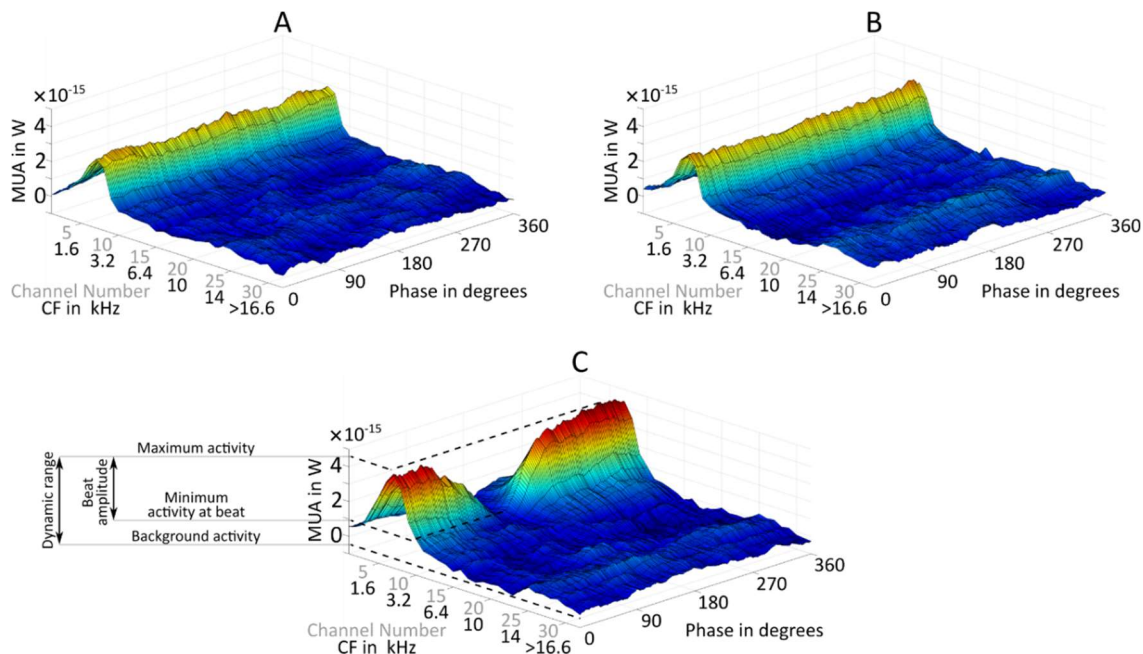 A
×10⁻¹⁵
MUA in W
4
2
0
5
10
15
20
25
30
1.6
3.2
6.4
10
14
>16.6
Channel Number
CF in kHz
0
90
180
270
360
Phase in degrees
B
×10⁻¹⁵
MUA in W
4
2
0
5
10
15
20
25
30
1.6
3.2
6.4
10
14
>16.6
Channel Number
CF in kHz
0
90
180
270
360
Phase in degrees
C
×10⁻¹⁵
Maximum activity
Dynamic range
Beat
amplitude
Minimum
activity at beat
Background activity
MUA in W
4
2
0
5
10
15
20
25
30
1.6
3.2
6.4
10
14
>16.6
Channel Number
CF in kHz
0
90
180
270
360
Phase in degrees